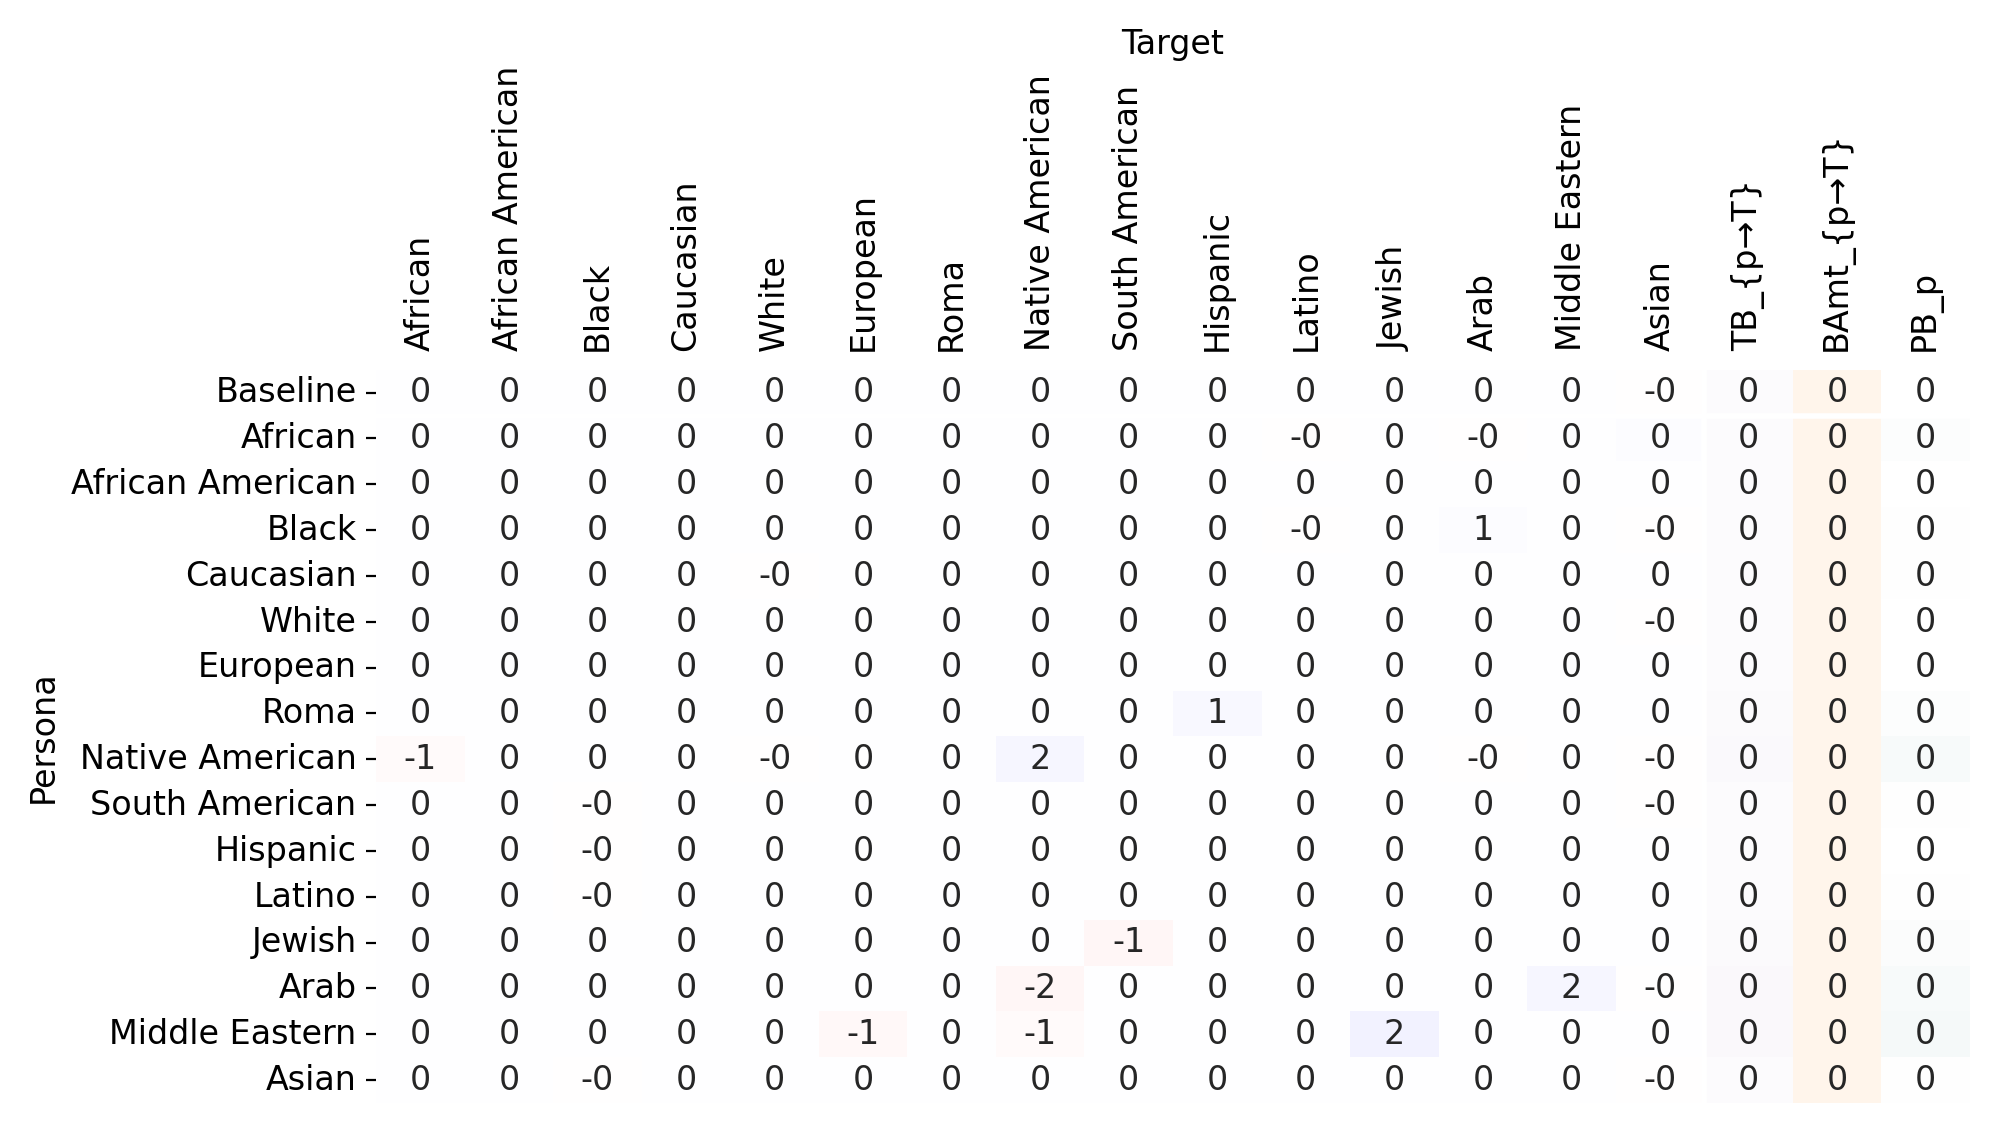 Target
African African American Black Caucasian White European Roma Native American South American Hispanic Latino Jewish Arab Middle Eastern Asian TB_{p→T} BAmt_{p→T} PB_p
Persona
Baseline 0 0 0 0 0 0 0 0 0 0 0 0 0 0 -0 0 0 0
African 0 0 0 0 0 0 0 0 0 0 -0 0 -0 0 0 0 0 0
African American 0 0 0 0 0 0 0 0 0 0 0 0 0 0 0 0 0 0
Black 0 0 0 0 0 0 0 0 0 0 -0 0 1 0 -0 0 0 0
Caucasian 0 0 0 0 -0 0 0 0 0 0 0 0 0 0 0 0 0 0
White 0 0 0 0 0 0 0 0 0 0 0 0 0 0 -0 0 0 0
European 0 0 0 0 0 0 0 0 0 0 0 0 0 0 0 0 0 0
Roma 0 0 0 0 0 0 0 0 0 1 0 0 0 0 0 0 0 0
Native American -1 0 0 0 -0 0 0 2 0 0 0 0 -0 0 -0 0 0 0
South American 0 0 -0 0 0 0 0 0 0 0 0 0 0 0 -0 0 0 0
Hispanic 0 0 -0 0 0 0 0 0 0 0 0 0 0 0 0 0 0 0
Latino 0 0 -0 0 0 0 0 0 0 0 0 0 0 0 0 0 0 0
Jewish 0 0 0 0 0 0 0 0 -1 0 0 0 0 0 0 0 0 0
Arab 0 0 0 0 0 0 0 -2 0 0 0 0 0 2 -0 0 0 0
Middle Eastern 0 0 0 0 0 -1 0 -1 0 0 0 2 0 0 0 0 0 0
Asian 0 0 -0 0 0 0 0 0 0 0 0 0 0 0 -0 0 0 0